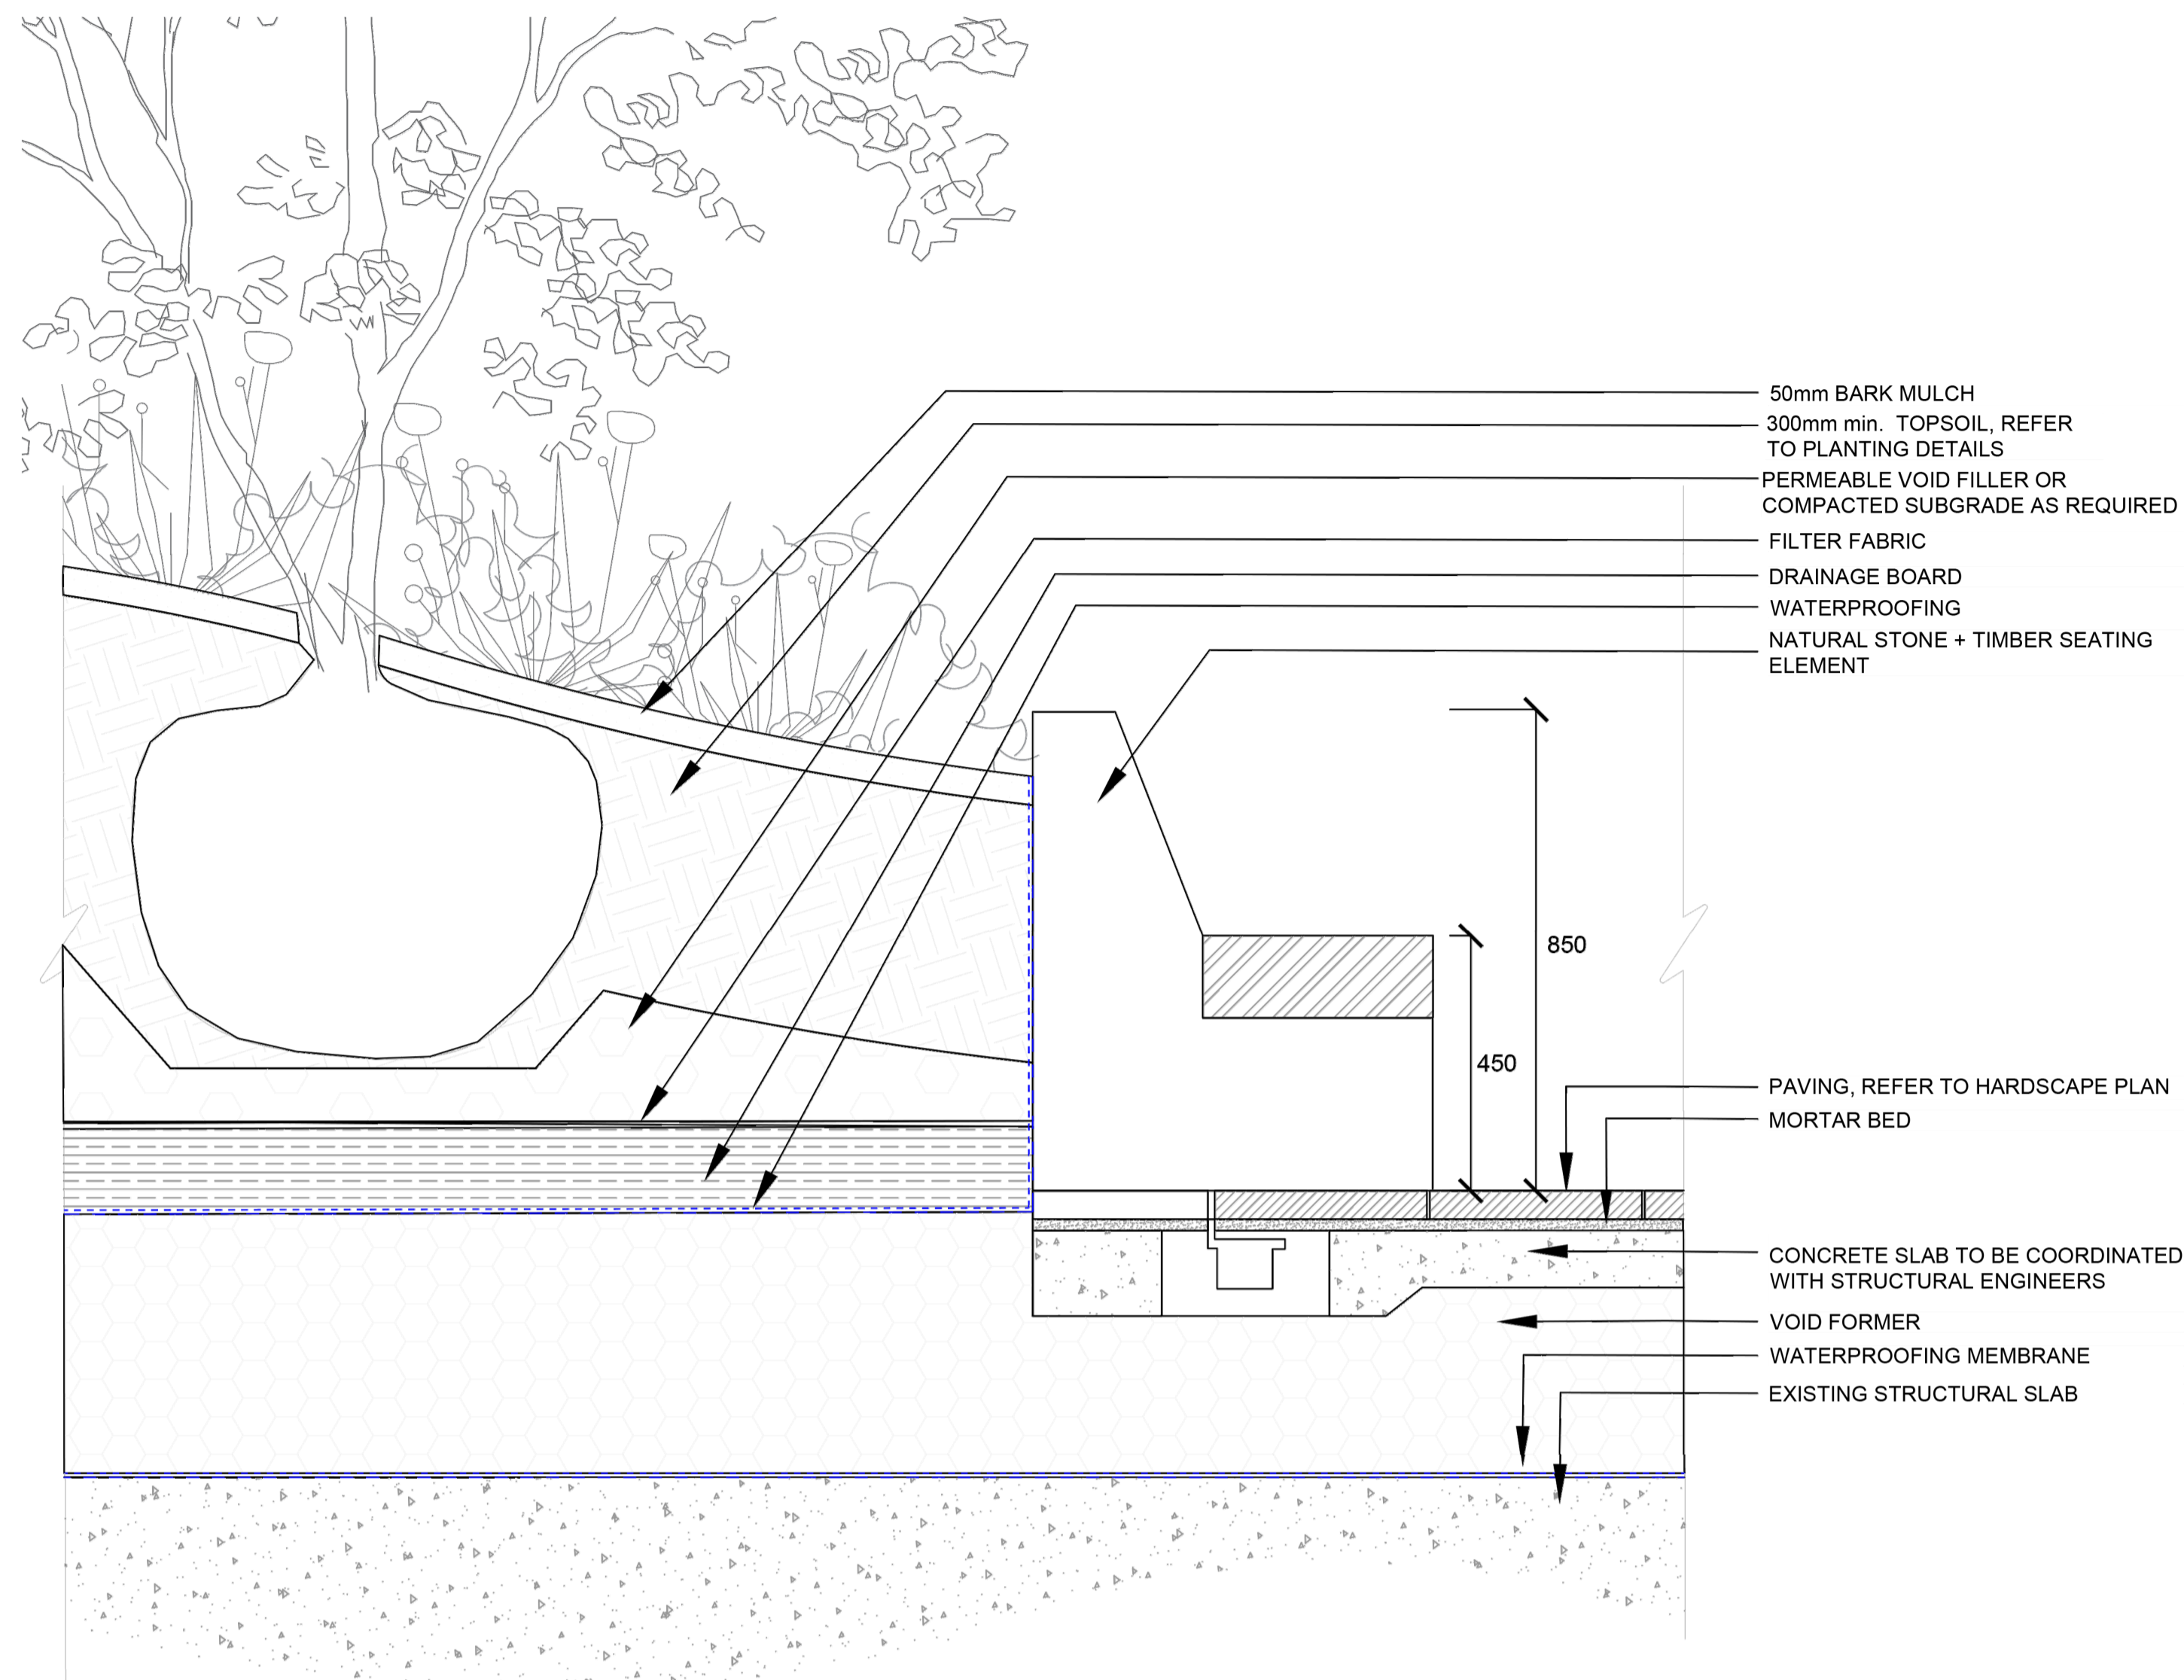 50mm BARK MULCH
300mm min. TOPSOIL, REFER
TO PLANTING DETAILS
PERMEABLE VOID FILLER OR
COMPACTED SUBGRADE AS REQUIRED
FILTER FABRIC
DRAINAGE BOARD
WATERPROOFING
NATURAL STONE + TIMBER SEATING
ELEMENT
850
450
PAVING, REFER TO HARDSCAPE PLAN
MORTAR BED
CONCRETE SLAB TO BE COORDINATED
WITH STRUCTURAL ENGINEERS
VOID FORMER
WATERPROOFING MEMBRANE
EXISTING STRUCTURAL SLAB